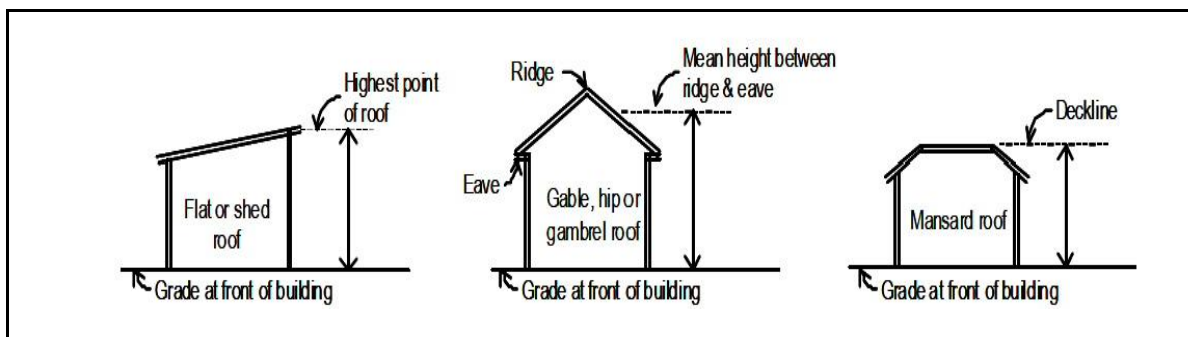 Highest point
of roof
Flat or shed
roof
Grade at front of building
Ridge
Mean height between
ridge & eave
Eave
Gable, hip or
gambrel roof
Grade at front of building
Deckline
Mansard roof
Grade at front of building